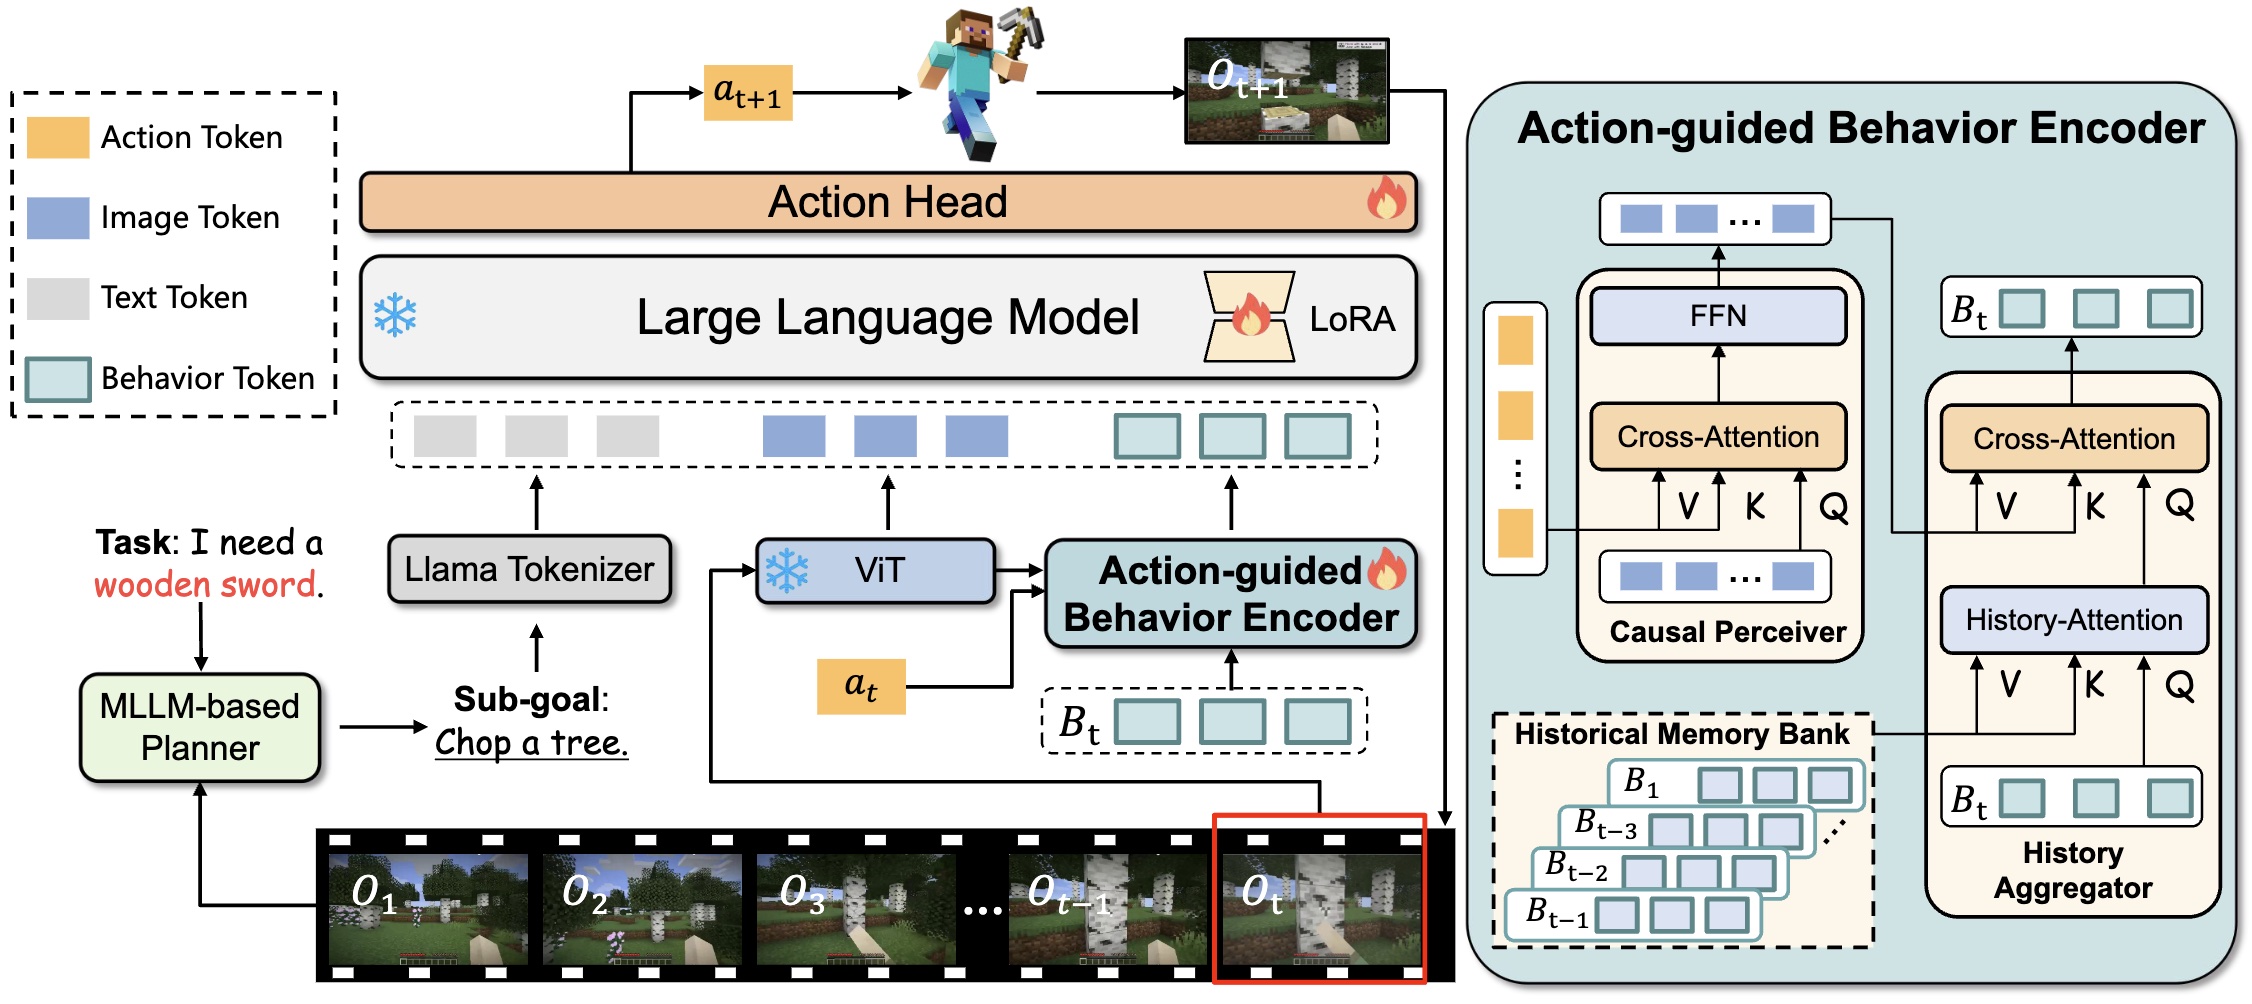 Action Token
Image Token
Text Token
Behavior Token
a_{t+1}
O_{t+1}
Action Head
Large Language Model
LoRA
Task: I need a
wooden sword.
Llama Tokenizer
ViT
Action-guided
Behavior Encoder
MLLM-based
Planner
Sub-goal:
Chop a tree.
a_t
B_t
O_1
O_2
O_3
...
O_{t-1}
O_t
Action-guided Behavior Encoder
...
FFN
Cross-Attention
V K Q
...
Causal Perceiver
B_t
Cross-Attention
V K Q
History-Attention
V K Q
B_t
History
Aggregator
Historical Memory Bank
B_1
B_{t-3}
B_{t-2}
B_{t-1}